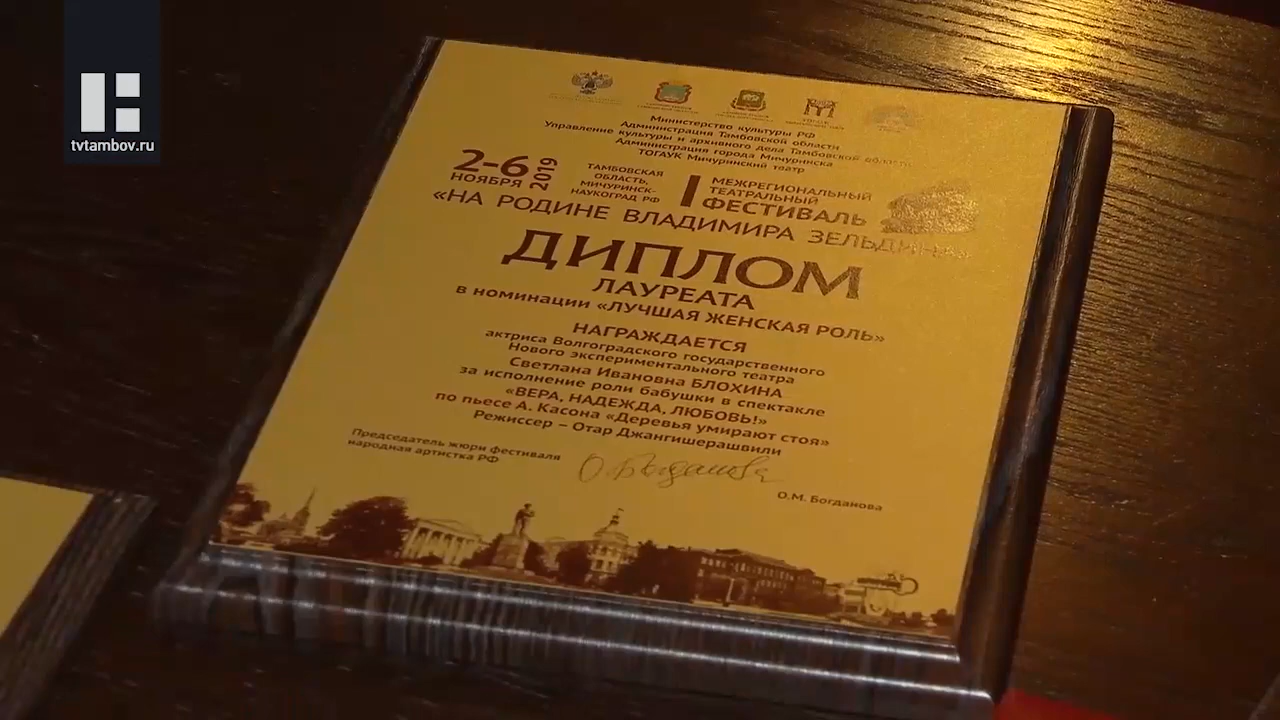 tvtambov.ru
Министерство культуры РФ
Администрация Тамбовской области
Управление культуры и архивного дела Тамбовской области
Администрация города Мичуринска
ТОГАУК Мичуринский театр
2-6
НОЯБРЯ
2019
ТАМБОВСКАЯ
ОБЛАСТЬ,
МИЧУРИНСК-
НАУКОГРАД РФ
I МЕЖРЕГИОНАЛЬНЫЙ
ТЕАТРАЛЬНЫЙ
ФЕСТИВАЛЬ
«НА РОДИНЕ ВЛАДИМИРА ЗЕЛЬДИНА»
ДИПЛОМ
ЛАУРЕАТА
в номинации «ЛУЧШАЯ ЖЕНСКАЯ РОЛЬ»
НАГРАЖДАЕТСЯ
актриса Волгоградского государственного
Нового экспериментального театра
Светлана Ивановна БЛОХИНА
за исполнение роли бабушки в спектакле
«ВЕРА, НАДЕЖДА, ЛЮБОВЬ!»
по пьесе А. Касона «Деревья умирают стоя»
Режиссер – Отар Джангишерашвили
Председатель жюри фестиваля
народная артистка РФ
О. Богданова
О.М. Богданова